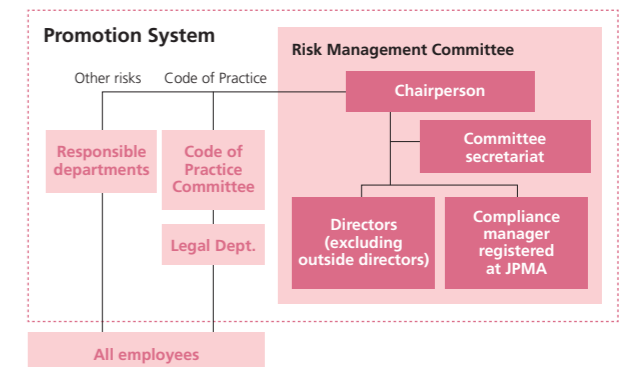 Promotion System
Risk Management Committee
Other risks
Code of Practice
Chairperson
Committee
secretariat
Responsible
departments
Code of
Practice
Committee
Legal Dept.
Directors
(excluding
outside directors)
Compliance
manager
registered
at JPMA
All employees